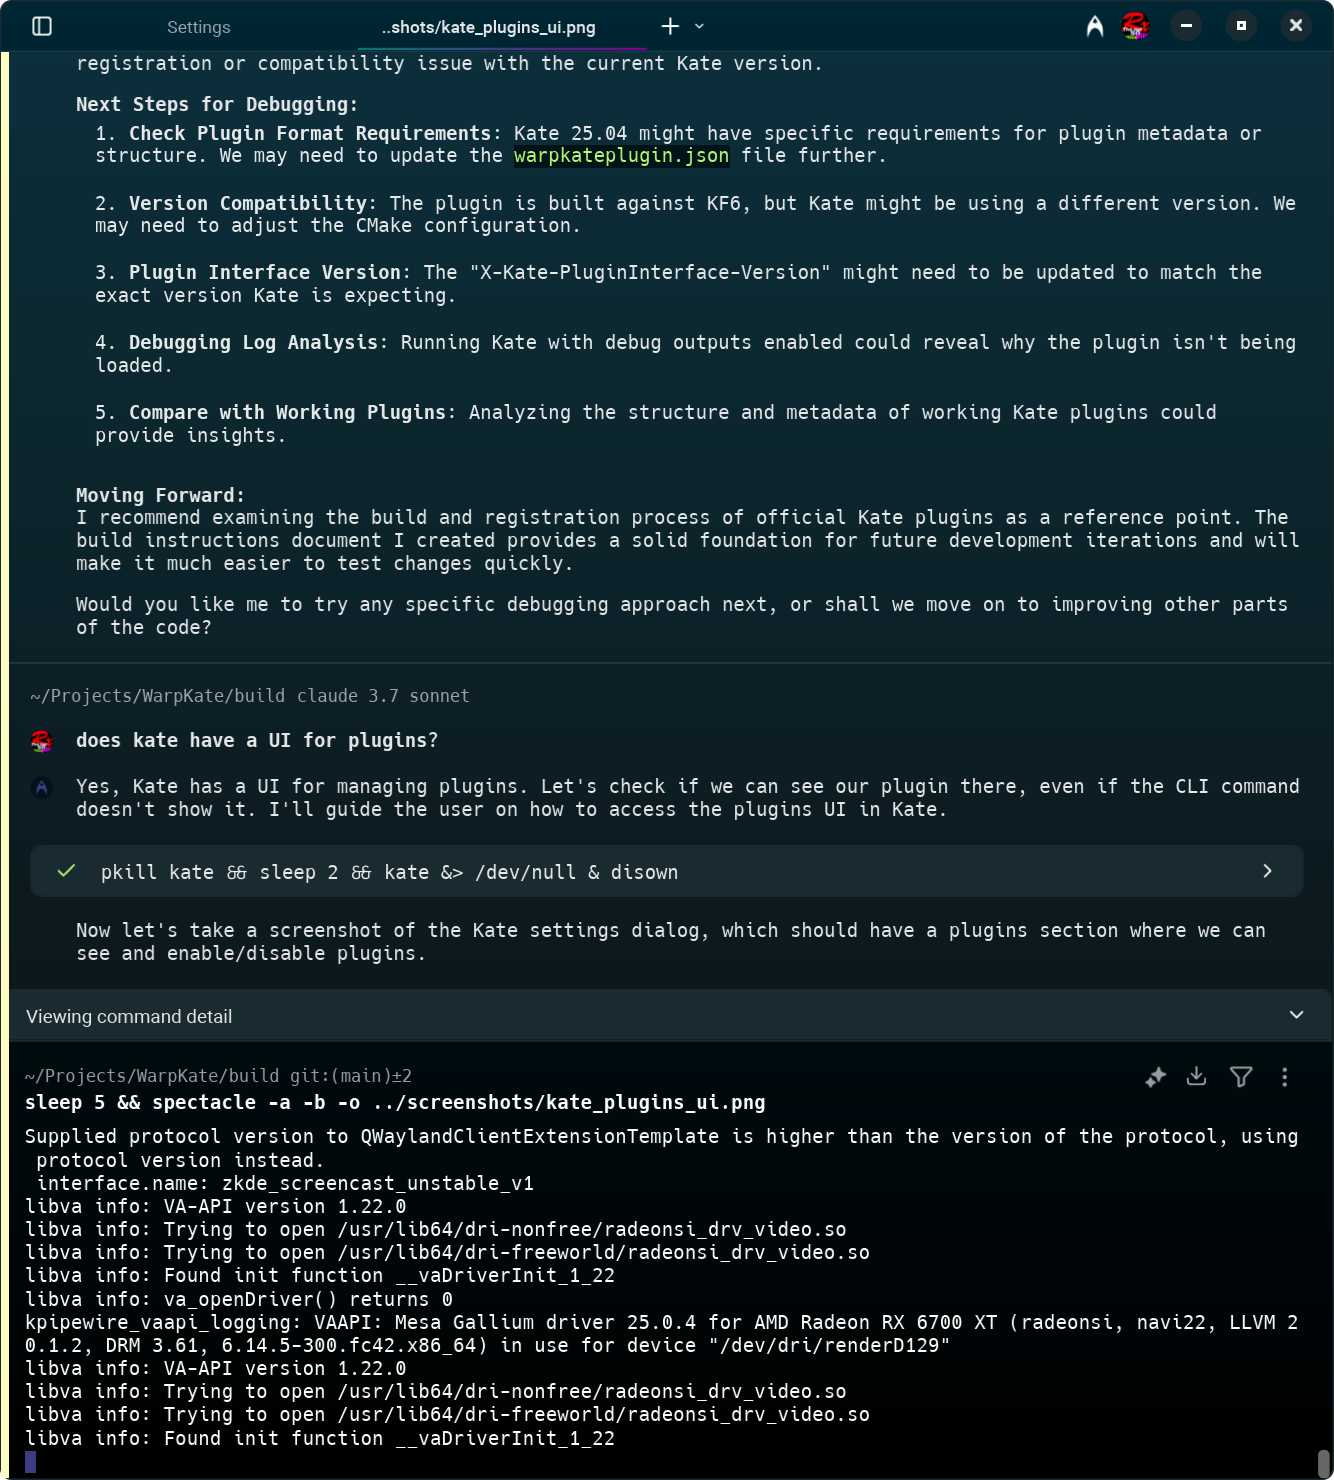 Settings
..shots/kate_plugins_ui.png
registration or compatibility issue with the current Kate version.
Next Steps for Debugging:
1. Check Plugin Format Requirements: Kate 25.04 might have specific requirements for plugin metadata or
structure. We may need to update the warpkateplugin.json file further.
2. Version Compatibility: The plugin is built against KF6, but Kate might be using a different version. We
may need to adjust the CMake configuration.
3. Plugin Interface Version: The "X-Kate-PluginInterface-Version" might need to be updated to match the
exact version Kate is expecting.
4. Debugging Log Analysis: Running Kate with debug outputs enabled could reveal why the plugin isn't being
loaded.
5. Compare with Working Plugins: Analyzing the structure and metadata of working Kate plugins could
provide insights.
Moving Forward:
I recommend examining the build and registration process of official Kate plugins as a reference point. The
build instructions document I created provides a solid foundation for future development iterations and will
make it much easier to test changes quickly.
Would you like me to try any specific debugging approach next, or shall we move on to improving other parts
of the code?
~/Projects/WarpKate/build claude 3.7 sonnet
does kate have a UI for plugins?
Yes, Kate has a UI for managing plugins. Let's check if we can see our plugin there, even if the CLI command
doesn't show it. I'll guide the user on how to access the plugins UI in Kate.
pkill kate && sleep 2 && kate &> /dev/null & disown
Now let's take a screenshot of the Kate settings dialog, which should have a plugins section where we can
see and enable/disable plugins.
Viewing command detail
~/Projects/WarpKate/build git:(main)±2
sleep 5 && spectacle -a -b -o ../screenshots/kate_plugins_ui.png
Supplied protocol version to QWaylandClientExtensionTemplate is higher than the version of the protocol, using
protocol version instead.
interface.name: zkde_screencast_unstable_v1
libva info: VA-API version 1.22.0
libva info: Trying to open /usr/lib64/dri-nonfree/radeonsi_drv_video.so
libva info: Trying to open /usr/lib64/dri-freeworld/radeonsi_drv_video.so
libva info: Found init function __vaDriverInit_1_22
libva info: va_openDriver() returns 0
kpipewire_vaapi_logging: VAAPI: Mesa Gallium driver 25.0.4 for AMD Radeon RX 6700 XT (radeonsi, navi22, LLVM 2
0.1.2, DRM 3.61, 6.14.5-300.fc42.x86_64) in use for device "/dev/dri/renderD129"
libva info: VA-API version 1.22.0
libva info: Trying to open /usr/lib64/dri-nonfree/radeonsi_drv_video.so
libva info: Trying to open /usr/lib64/dri-freeworld/radeonsi_drv_video.so
libva info: Found init function __vaDriverInit_1_22